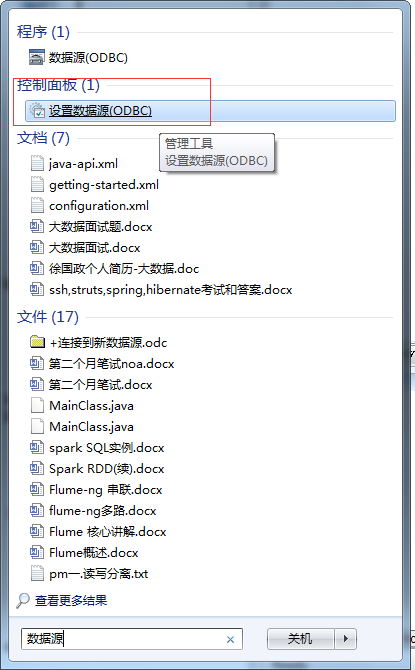 程序 (1)
数据源(ODBC)
控制面板 (1)
设置数据源(ODBC)
管理工具
设置数据源(ODBC)
文档 (7)
java-api.xml
getting-started.xml
configuration.xml
大数据面试题.docx
大数据面试.docx
徐国政个人简历-大数据.doc
ssh,struts,spring,hibernate考试和答案.docx
文件 (17)
+连接到新数据源.odc
第二个月笔试noa.docx
第二个月笔试.docx
MainClass.java
MainClass.java
spark SQL实例.docx
Spark RDD(续).docx
Flume-ng 串联.docx
flume-ng多路.docx
Flume 核心讲解.docx
Flume概述.docx
pm一.读写分离.txt
查看更多结果
数据源
关机